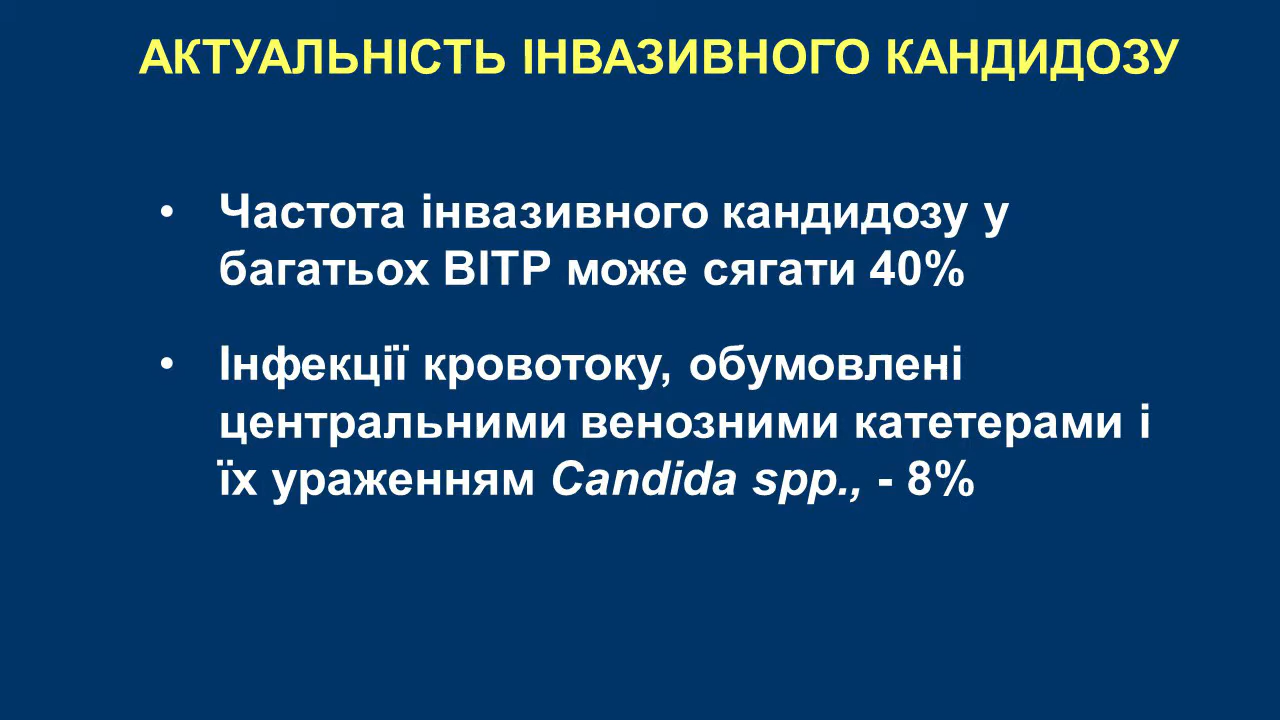 АКТУАЛЬНІСТЬ ІНВАЗИВНОГО КАНДИДОЗУ
• Частота інвазивного кандидозу у
багатьох ВІТР може сягати 40%
• Інфекції кровотоку, обумовлені
центральними венозними катетерами і
їх ураженням Candida spp., - 8%